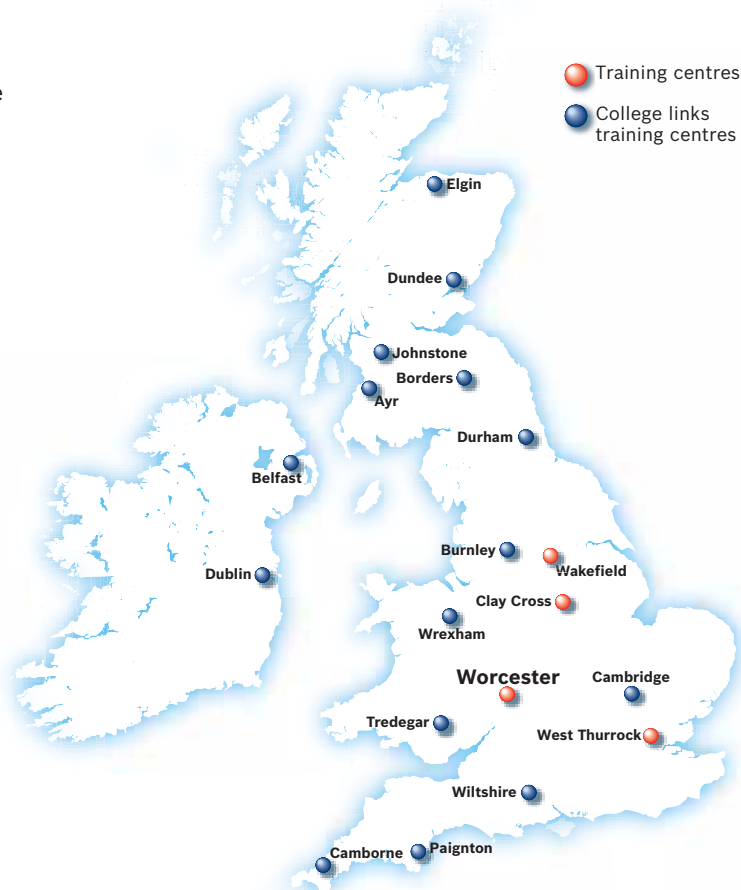 e
Training centres
College links
training centres
Elgin
Dundee
Johnstone
Borders
Ayr
Durham
Belfast
Burnley
Wakefield
Dublin
Clay Cross
Wrexham
Worcester
Cambridge
Tredegar
West Thurrock
Wiltshire
Camborne
Paignton